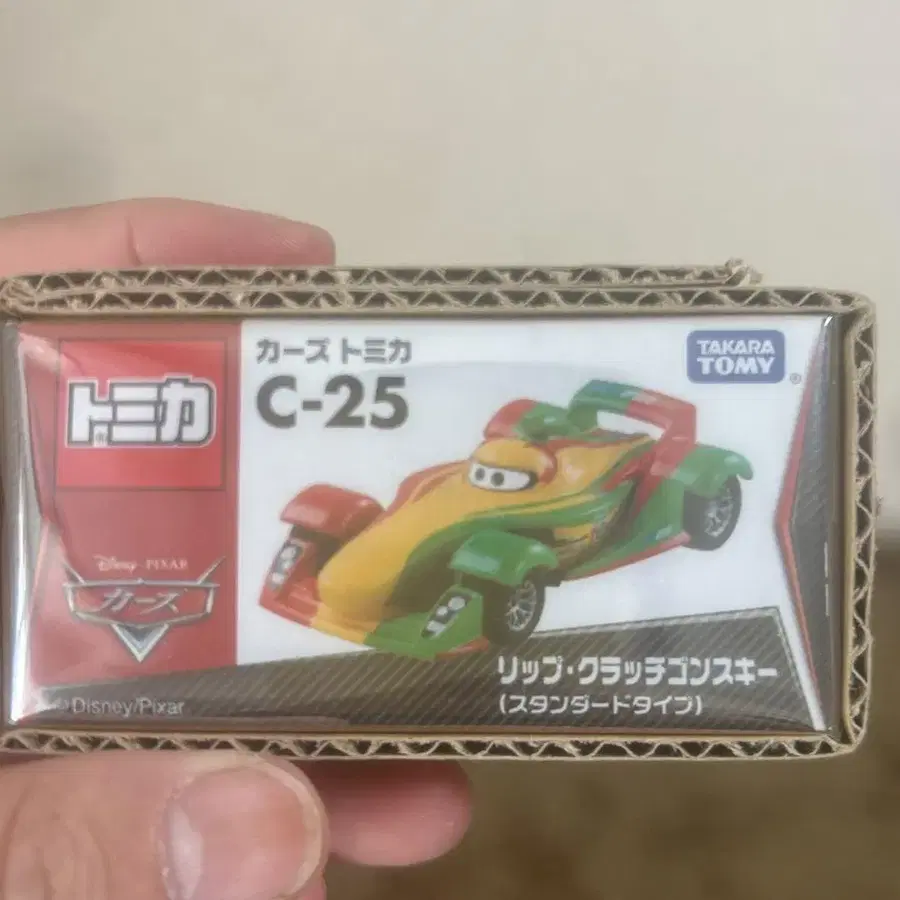 トミカ
Disney · PIXAR
カーズ
©Disney/Pixar
カーズ トミカ
C-25
TAKARA
TOMY
®
リップ・クラッチゴンスキー
(スタンダードタイプ)